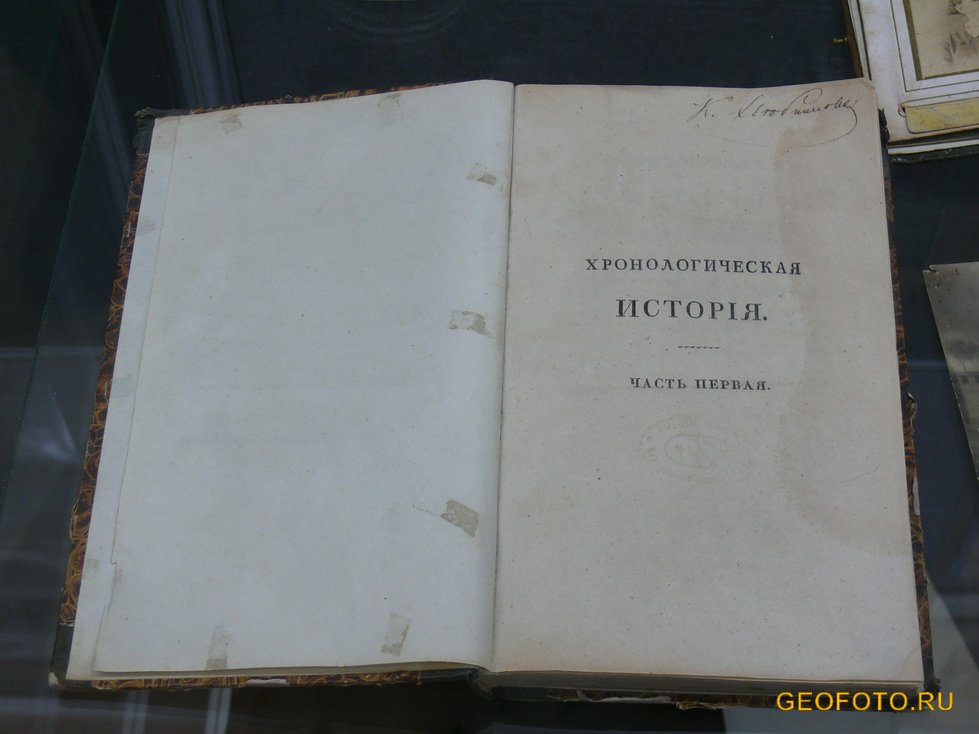 ХРОНОЛОГИЧЕСКАЯ
ИСТОРІЯ.
ЧАСТЬ ПЕРВАЯ.
GEOFOTO.RU